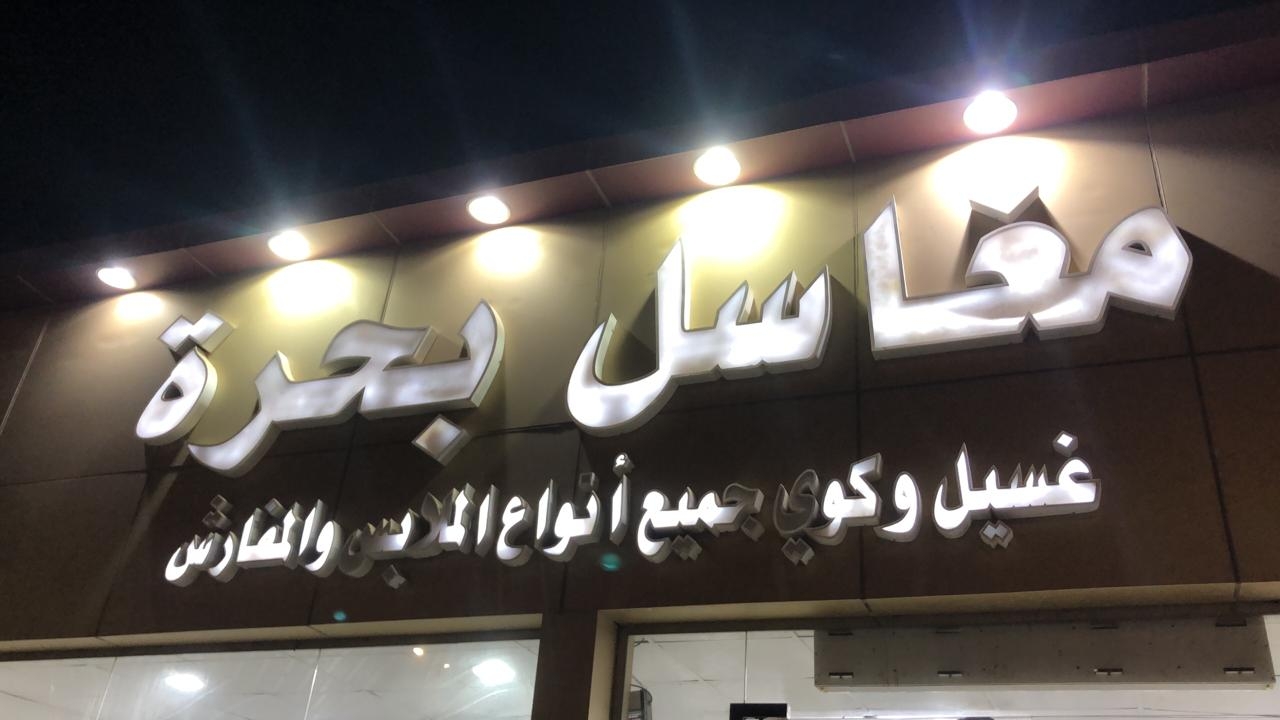 مغاسل بحرة
غسيل وكوي جميع أنواع الملابس والمفارش